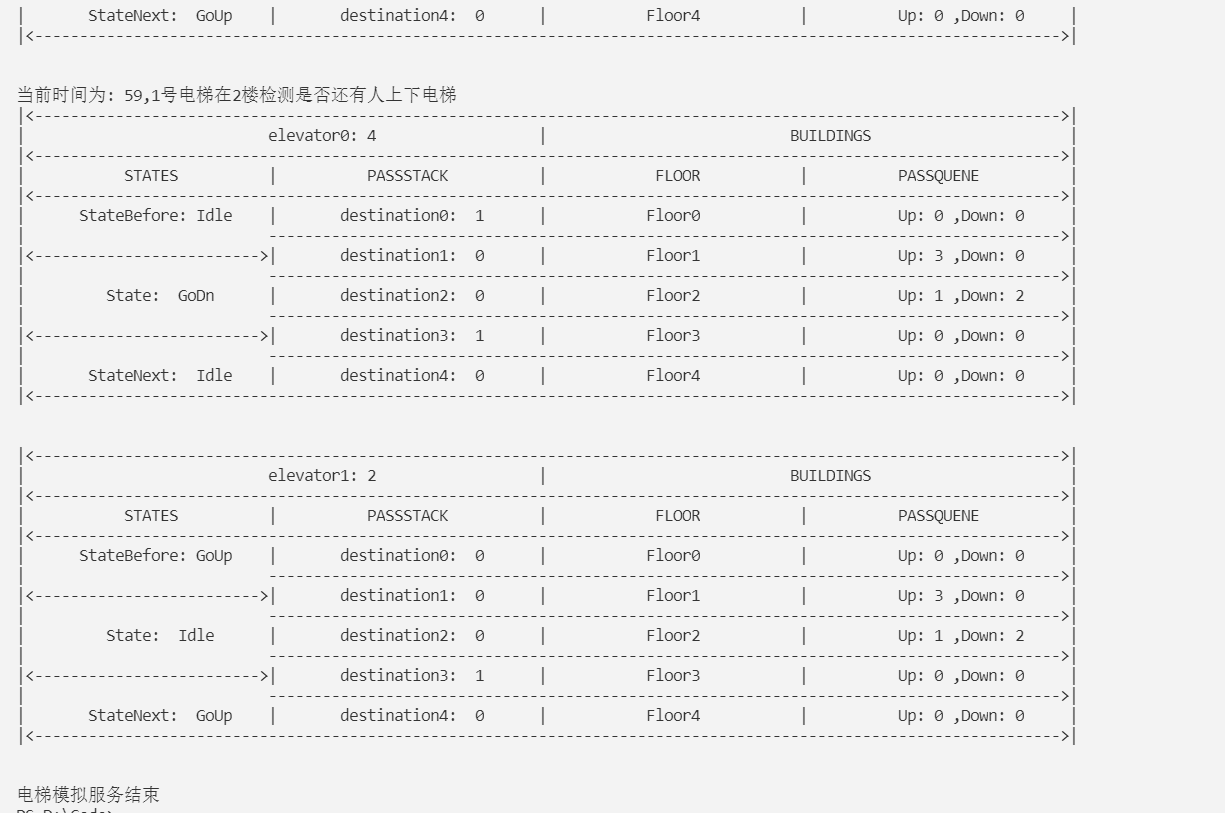 | StateNext:  GoUp | destination4:  0 | Floor4 | Up: 0 ,Down: 0 |
|<------------------------------------------------------------------------------------------------------------------>|
当前时间为: 59,1号电梯在2楼检测是否还有人上下电梯
|<------------------------------------------------------------------------------------------------------------------>|
| elevator0: 4 | BUILDINGS |
|<------------------------------------------------------------------------------------------------------------------>|
| STATES | PASSSTACK | FLOOR | PASSQUENE |
|<------------------------------------------------------------------------------------------------------------------>|
| StateBefore: Idle | destination0:  1 | Floor0 | Up: 0 ,Down: 0 |
| ---------------------------------------------------------------------------------------->|
|<------------------------->| destination1:  0 | Floor1 | Up: 3 ,Down: 0 |
| ---------------------------------------------------------------------------------------->|
| State:  GoDn | destination2:  0 | Floor2 | Up: 1 ,Down: 2 |
| ---------------------------------------------------------------------------------------->|
|<------------------------->| destination3:  1 | Floor3 | Up: 0 ,Down: 0 |
| ---------------------------------------------------------------------------------------->|
| StateNext:  Idle | destination4:  0 | Floor4 | Up: 0 ,Down: 0 |
|<------------------------------------------------------------------------------------------------------------------>|
|<------------------------------------------------------------------------------------------------------------------>|
| elevator1: 2 | BUILDINGS |
|<------------------------------------------------------------------------------------------------------------------>|
| STATES | PASSSTACK | FLOOR | PASSQUENE |
|<------------------------------------------------------------------------------------------------------------------>|
| StateBefore: GoUp | destination0:  0 | Floor0 | Up: 0 ,Down: 0 |
| ---------------------------------------------------------------------------------------->|
|<------------------------->| destination1:  0 | Floor1 | Up: 3 ,Down: 0 |
| ---------------------------------------------------------------------------------------->|
| State:  Idle | destination2:  0 | Floor2 | Up: 1 ,Down: 2 |
| ---------------------------------------------------------------------------------------->|
|<------------------------->| destination3:  1 | Floor3 | Up: 0 ,Down: 0 |
| ---------------------------------------------------------------------------------------->|
| StateNext:  GoUp | destination4:  0 | Floor4 | Up: 0 ,Down: 0 |
|<------------------------------------------------------------------------------------------------------------------>|
电梯模拟服务结束
PS D:\Code>